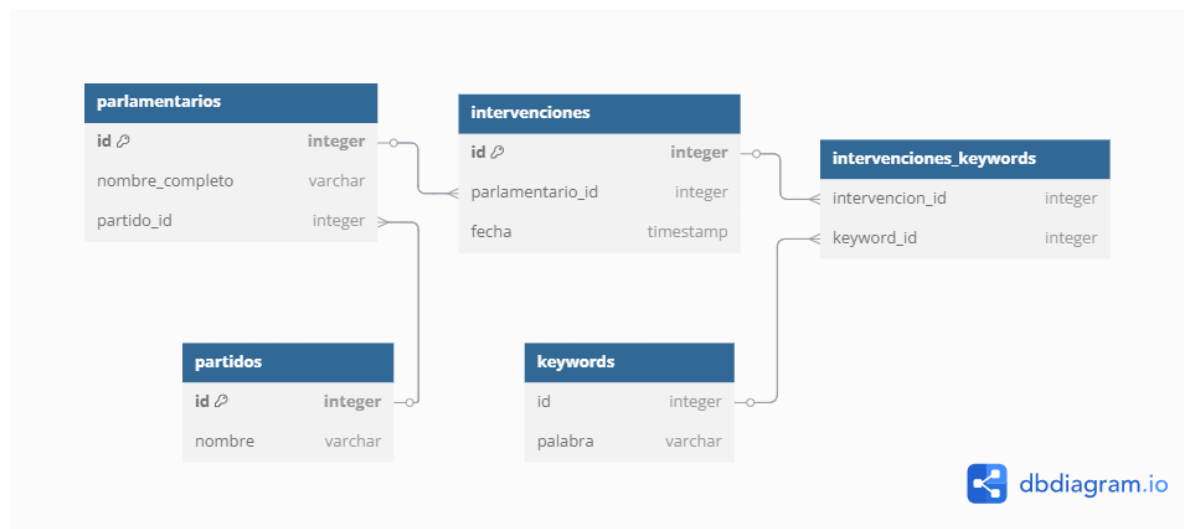 parlamentarios
id integer
nombre_completo varchar
partido_id integer
intervenciones
id integer
parlamentario_id integer
fecha timestamp
intervenciones_keywords
intervencion_id integer
keyword_id integer
partidos
id integer
nombre varchar
keywords
id integer
palabra varchar
dbdiagram.io